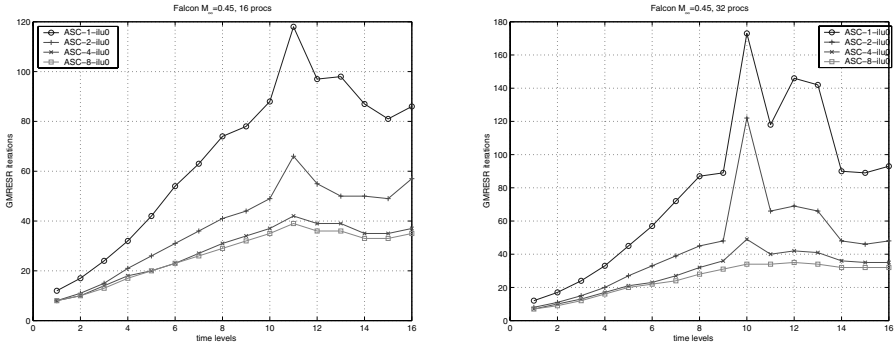 Falcon M∞=0.45, 16 procs
120
100
80
60
40
20
0
GMRESR iterations
ASC-1-ilu0
ASC-2-ilu0
ASC-4-ilu0
ASC-8-ilu0
0 2 4 6 8 10 12 14 16
time levels
Falcon M∞=0.45, 32 procs
180
160
140
120
100
80
60
40
20
0
GMRESR iterations
ASC-1-ilu0
ASC-2-ilu0
ASC-4-ilu0
ASC-8-ilu0
0 2 4 6 8 10 12 14 16
time levels